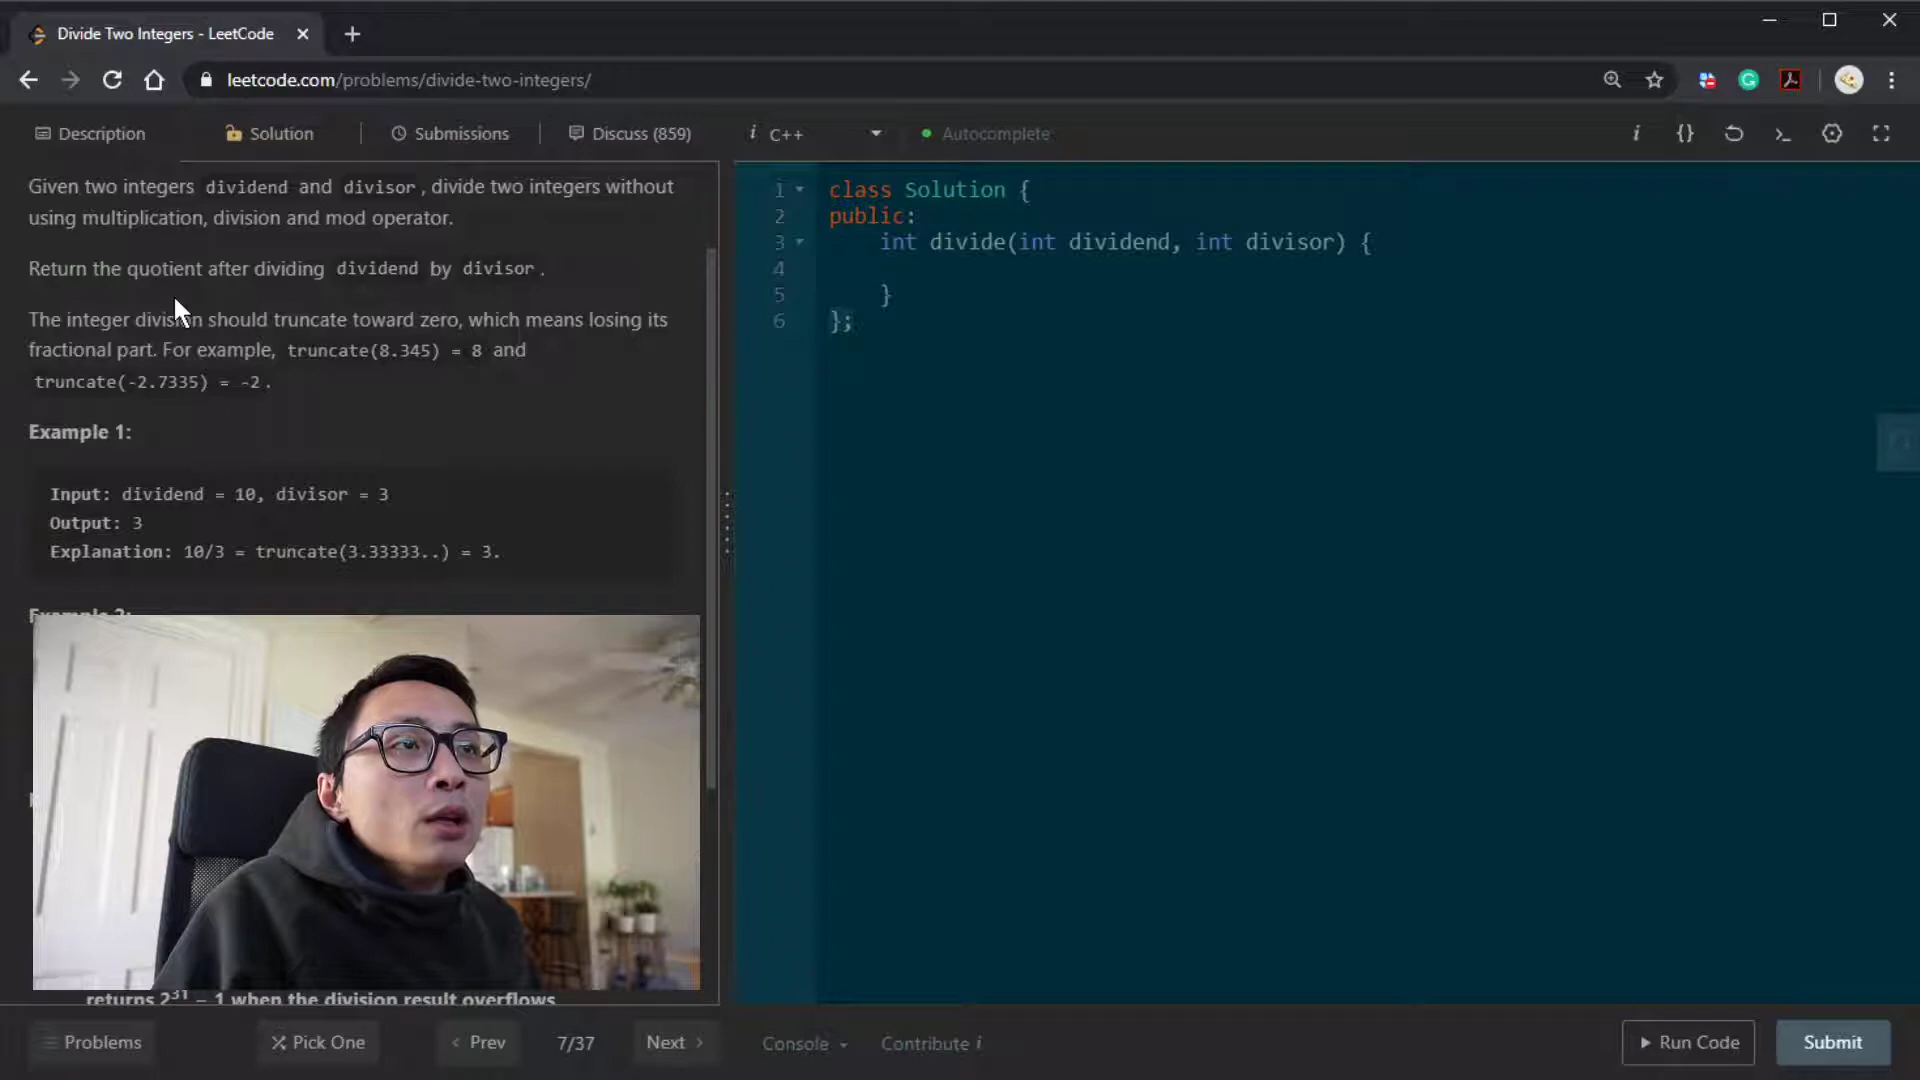 Divide Two Integers - LeetCode
leetcode.com/problems/divide-two-integers/
Description
Solution
Submissions
Discuss (859)
i C++
Autocomplete
Given two integers dividend and divisor, divide two integers without
using multiplication, division and mod operator.
Return the quotient after dividing dividend by divisor.
The integer division should truncate toward zero, which means losing its
fractional part. For example, truncate(8.345) = 8 and
truncate(-2.7335) = -2.
Example 1:
Input: dividend = 10, divisor = 3
Output: 3
Explanation: 10/3 = truncate(3.33333..) = 3.
Example 2:
returns 2³¹ − 1 when the division result overflows
1 class Solution {
2 public:
3 int divide(int dividend, int divisor) {
4
5 }
6 };
Problems
Pick One
Prev
7/37
Next
Console
Contribute i
Run Code
Submit